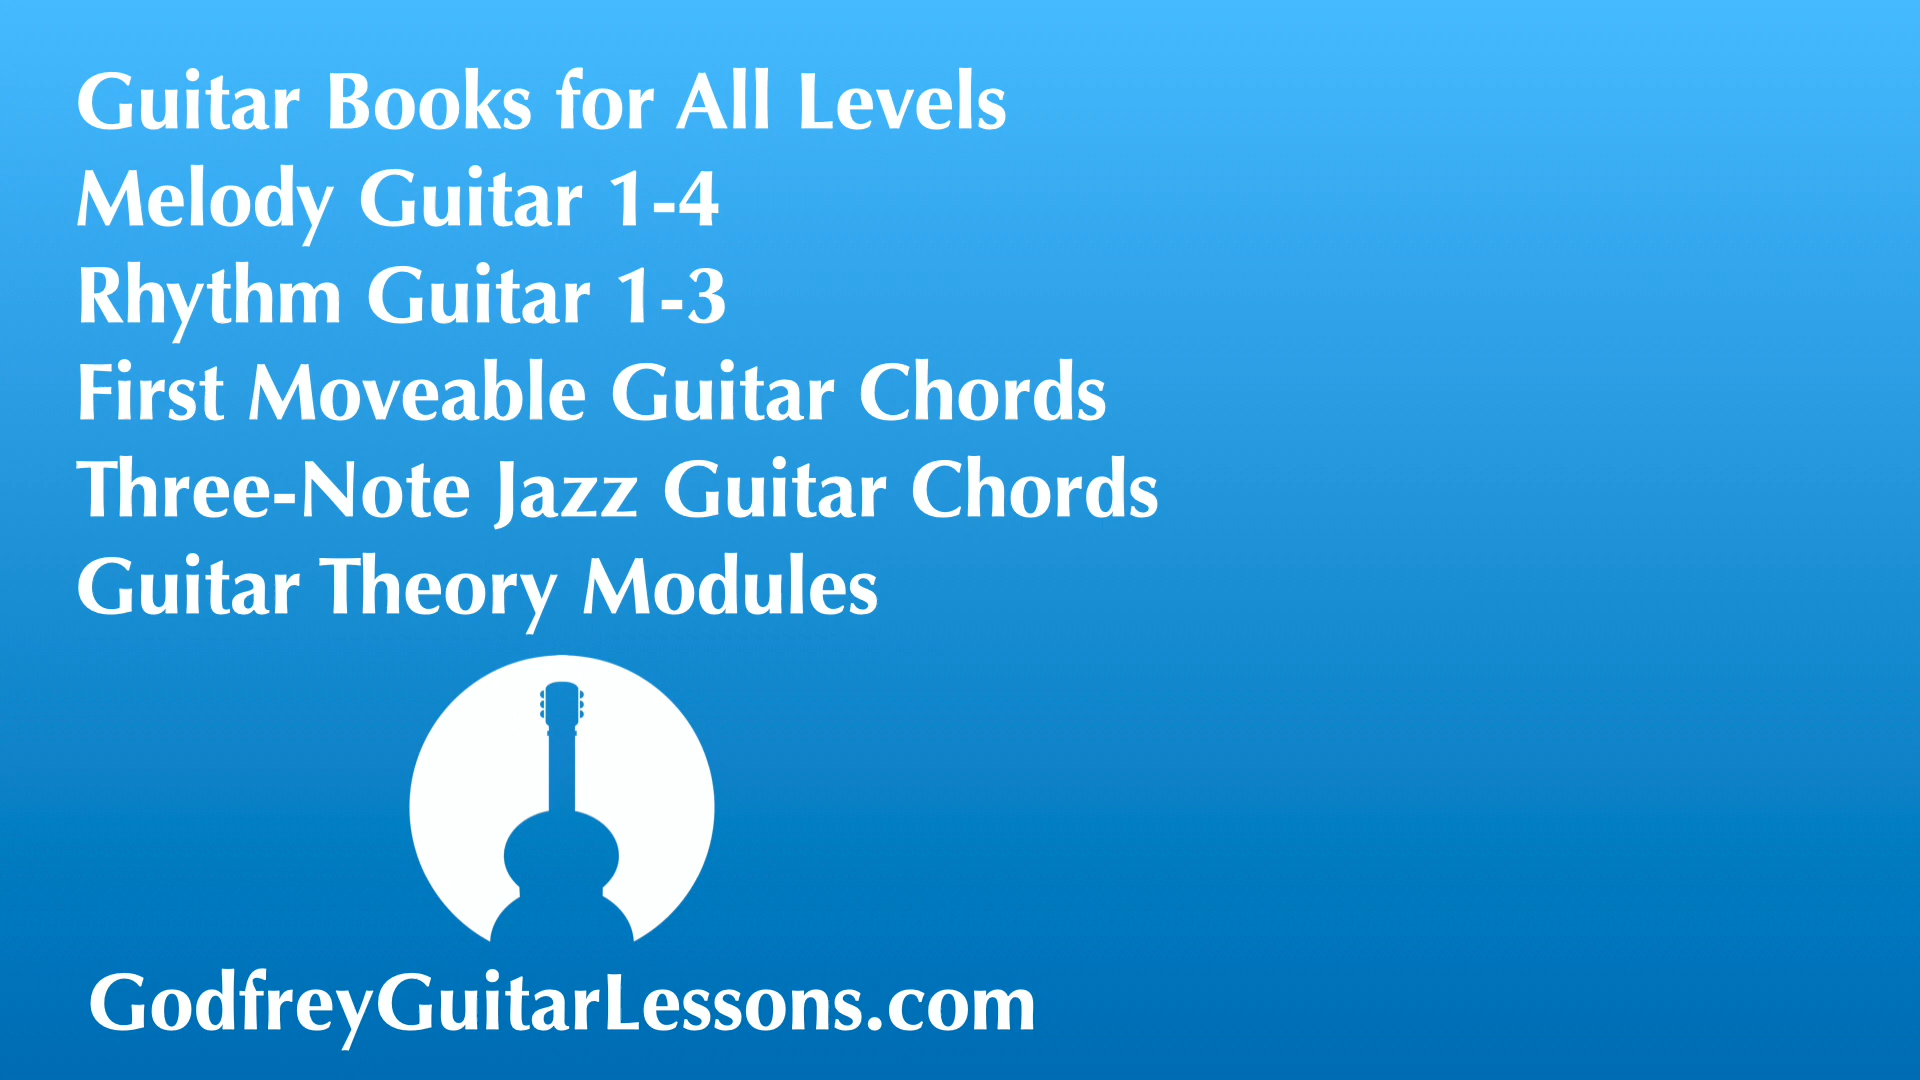 Guitar Books for All Levels
Melody Guitar 1-4
Rhythm Guitar 1-3
First Moveable Guitar Chords
Three-Note Jazz Guitar Chords
Guitar Theory Modules
GodfreyGuitarLessons.com